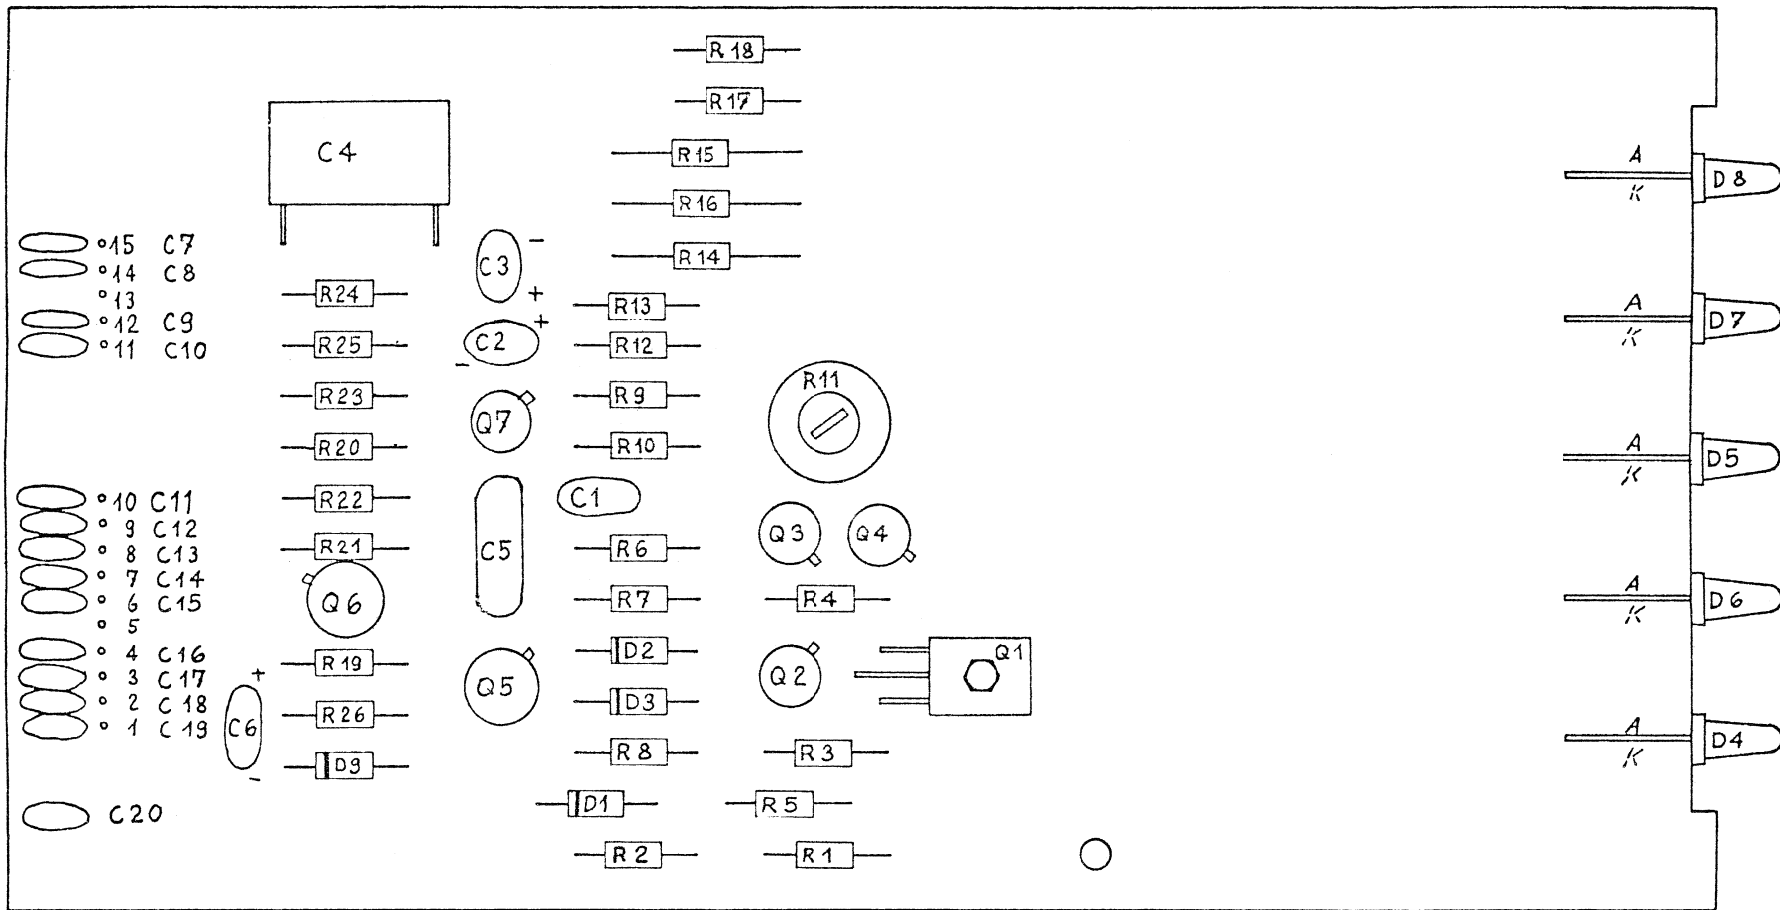 R 18
R17
R15
R16
R14
C4
A
K
D 8
15 C7
14 C8
13
12 C9
11 C10
C3
-
+
C2
+
-
R24
R25
R23
R20
R22
R21
R13
R12
R9
R10
Q7
R11
A
K
D7
A
K
D5
10 C11
9 C12
8 C13
7 C14
6 C15
5
4 C16
3 C17
2 C18
1 C19
C1
C5
Q3
Q4
R6
R7
R4
Q6
A
K
D6
R19
R26
D9
+
C6
-
Q5
D2
D3
R8
Q2
Q1
R3
A
K
D4
C20
D1
R5
R2
R1